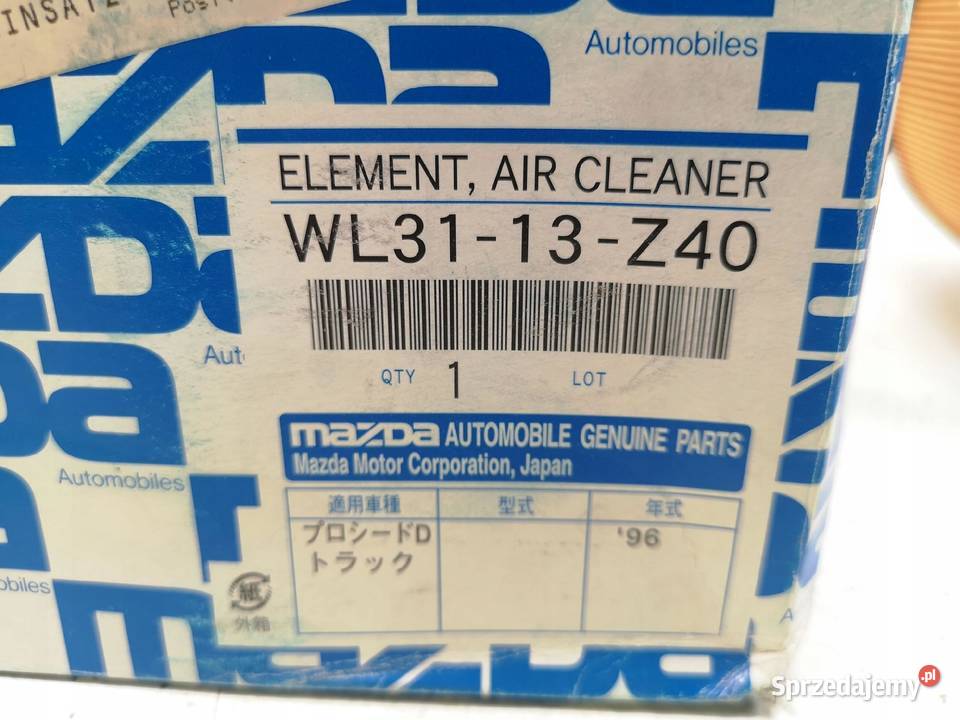 INSATZ
Automobiles
ELEMENT, AIR CLEANER
WL31-13-Z40
QTY 1 LOT
mazda AUTOMOBILE GENUINE PARTS
Mazda Motor Corporation, Japan
適用車種 型式 年式
プロシードD '96
トラック
紙
外箱
Automobiles
Sprzedajemy.pl